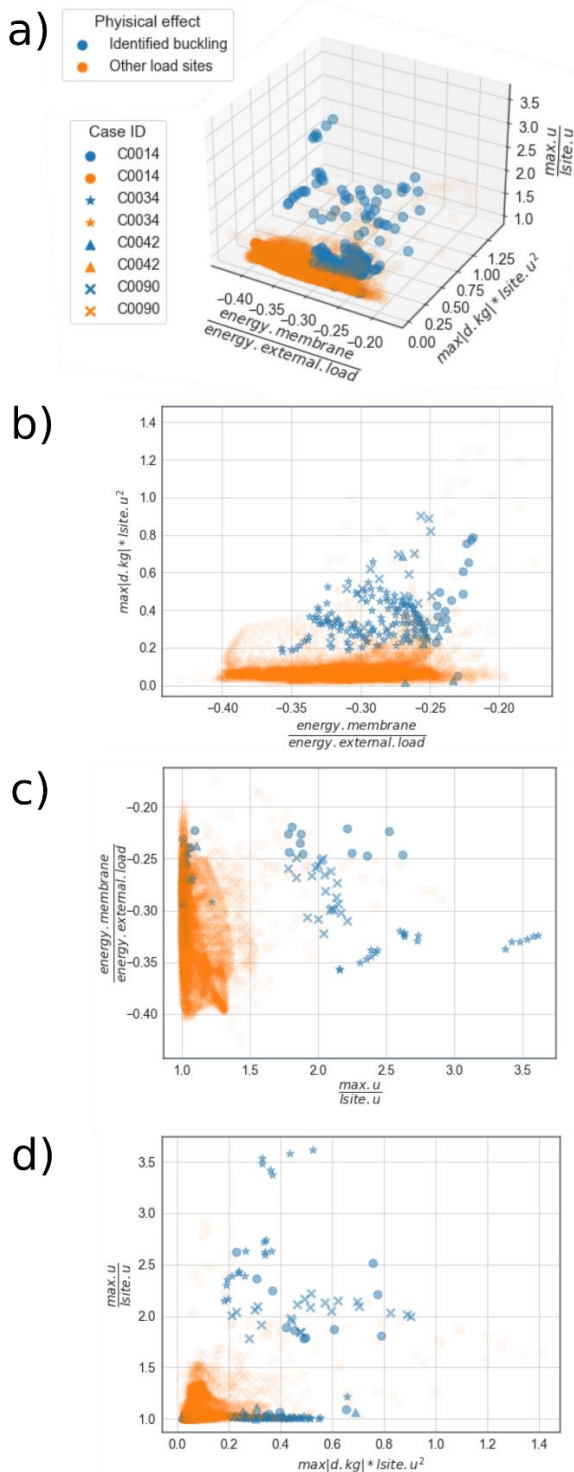 a)
Phyisical effect
Identified buckling
Other load sites
Case ID
C0014
C0014
C0034
C0034
C0042
C0042
C0090
C0090
3.5
3.0
2.5
2.0
1.5
1.0
max.u
lsite.u
1.25
1.00
0.75
0.50
0.25
0.00
max|d.kg|*lsite.u²
−0.40
−0.35
−0.30
−0.25
−0.20
energy.membrane
energy.external.load
b)
1.4
1.2
1.0
0.8
0.6
0.4
0.2
0.0
max|d.kg|*lsite.u²
−0.40 −0.35 −0.30 −0.25 −0.20
energy.membrane
energy.external.load
c)
−0.20
−0.25
−0.30
−0.35
−0.40
energy.membrane
energy.external.load
1.0 1.5 2.0 2.5 3.0 3.5
max.u
lsite.u
d)
3.5
3.0
2.5
2.0
1.5
1.0
max.u
lsite.u
0.0 0.2 0.4 0.6 0.8 1.0 1.2 1.4
max|d.kg|*lsite.u²